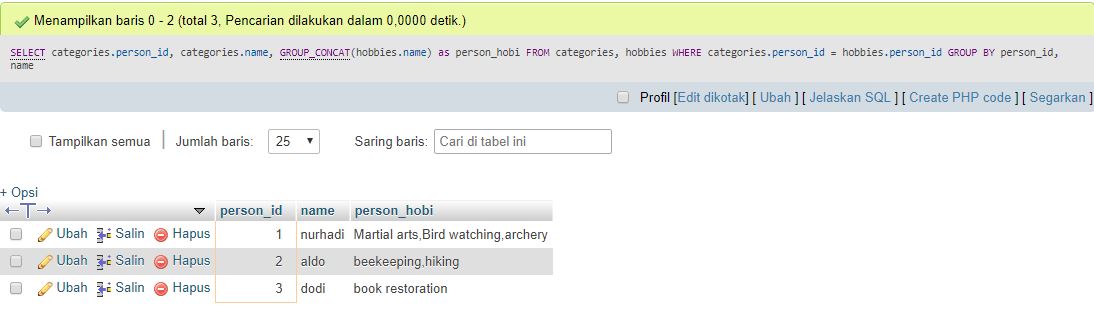 Menampilkan baris 0 - 2 (total 3, Pencarian dilakukan dalam 0,0000 detik.)
SELECT categories.person_id, categories.name, GROUP_CONCAT(hobbies.name) as person_hobi FROM categories, hobbies WHERE categories.person_id = hobbies.person_id GROUP BY person_id,
name
Profil [Edit dikotak] [ Ubah ] [ Jelaskan SQL ] [ Create PHP code ] [ Segarkan ]
Tampilkan semua | Jumlah baris: 25 Saring baris: Cari di tabel ini
+ Opsi
←T→ person_id name person_hobi
Ubah Salin Hapus 1 nurhadi Martial arts,Bird watching,archery
Ubah Salin Hapus 2 aldo beekeeping,hiking
Ubah Salin Hapus 3 dodi book restoration